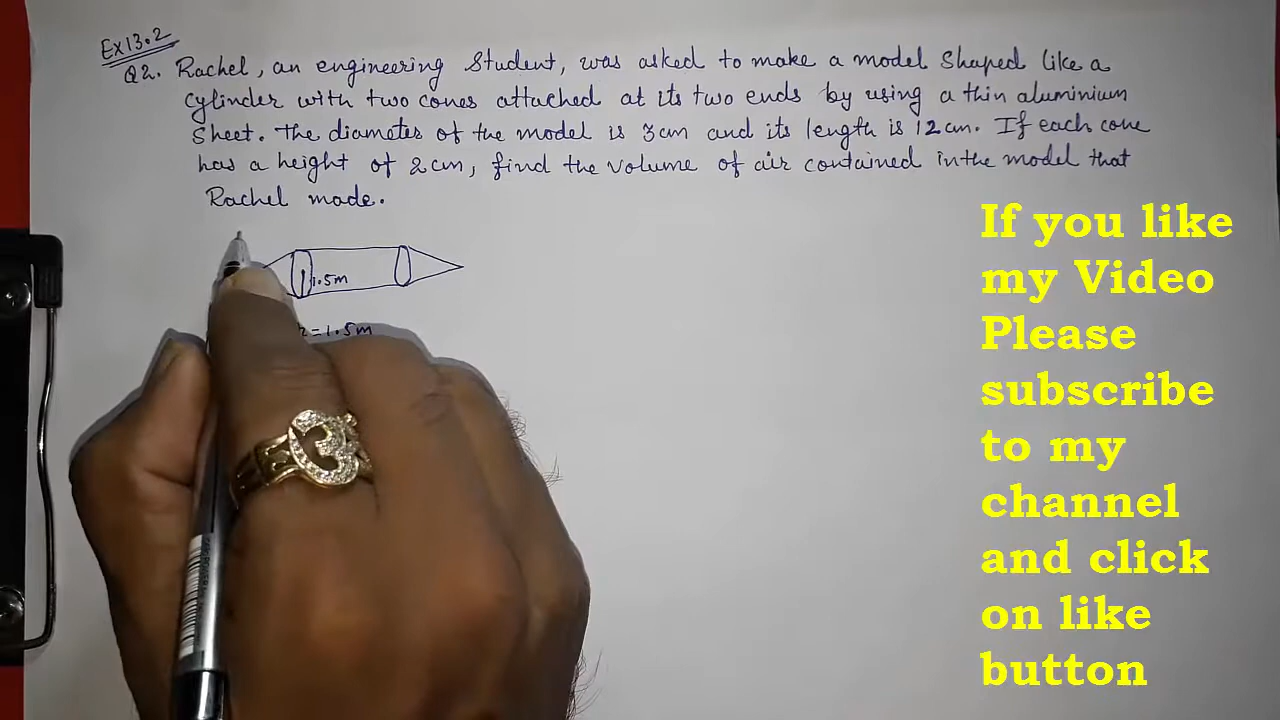 Ex 13.2
Q2. Rachel, an engineering Student, was asked to make a model Shaped like a
cylinder with two cones attached at its two ends by using a thin aluminium
Sheet. The diameter of the model is 3cm and its length is 12cm. If each cone
has a height of 2cm, find the volume of air contained in the model that
Rachel made.
1.5m
r=1.5m
If you like
my Video
Please
subscribe
to my
channel
and click
on like
button